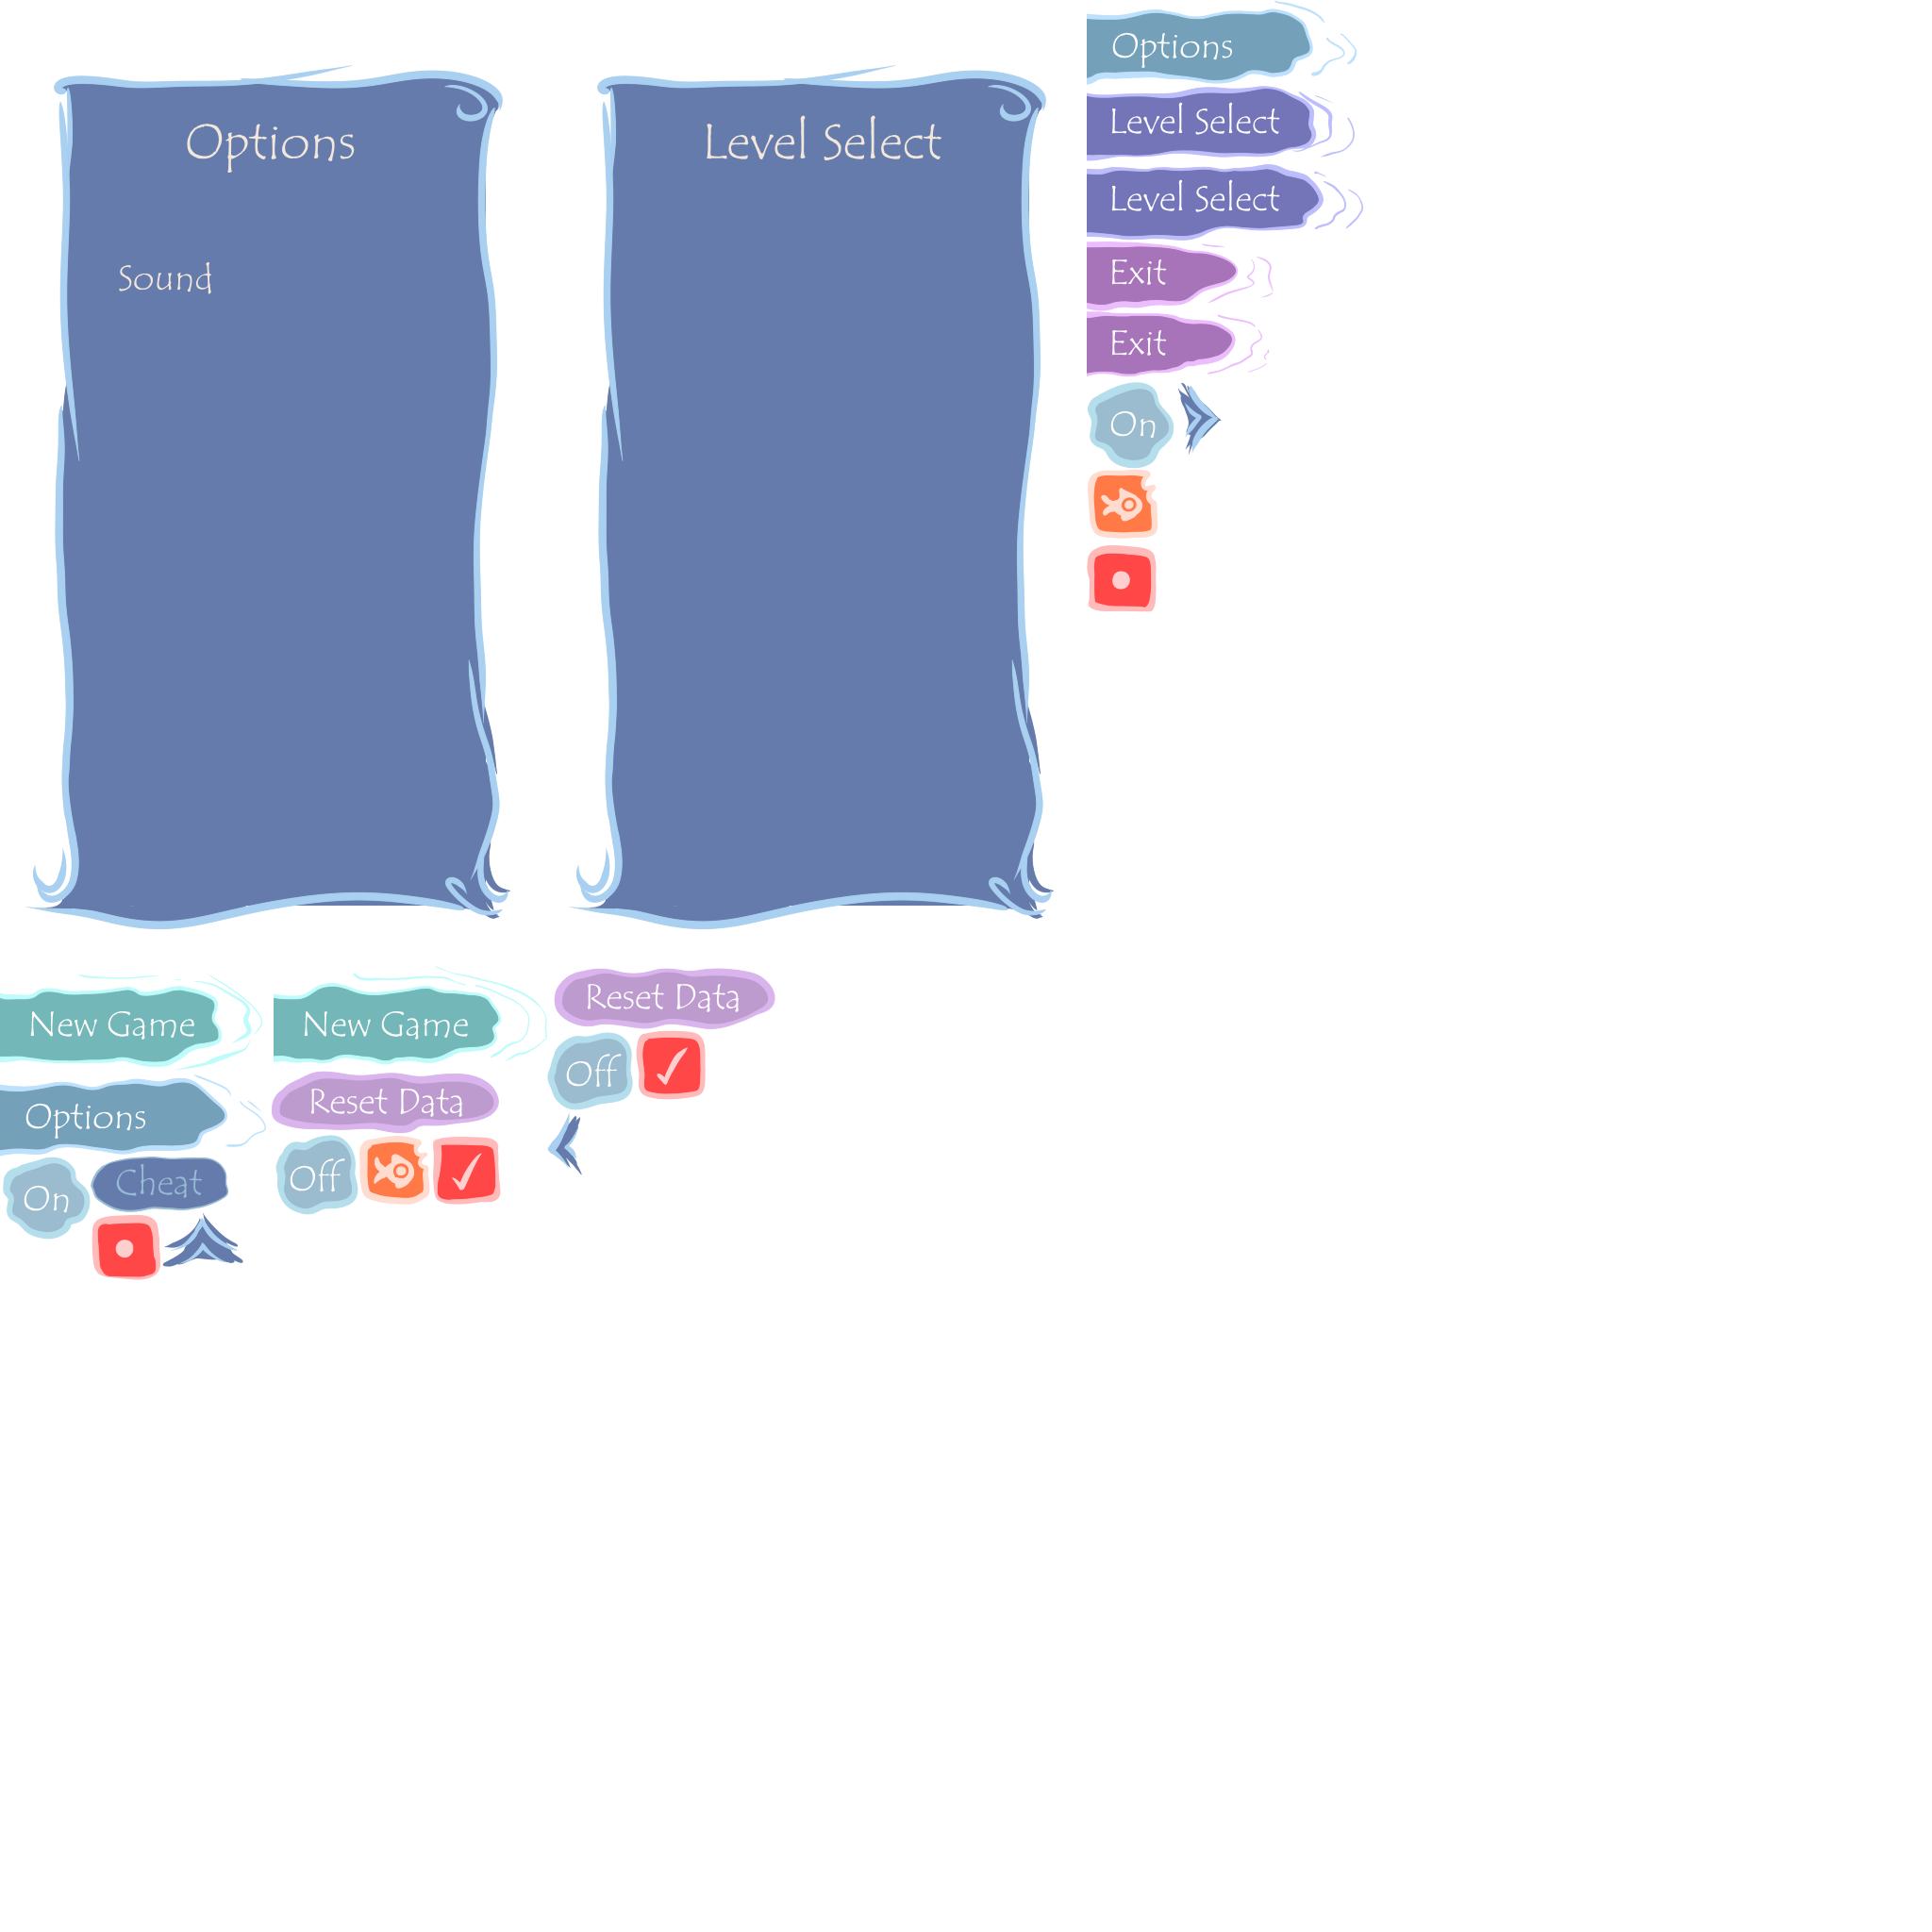 Options
Sound
Level Select
Options
Level Select
Level Select
Exit
Exit
On
New Game
New Game
Reset Data
Off
Options
Reset Data
On
Cheat
Off